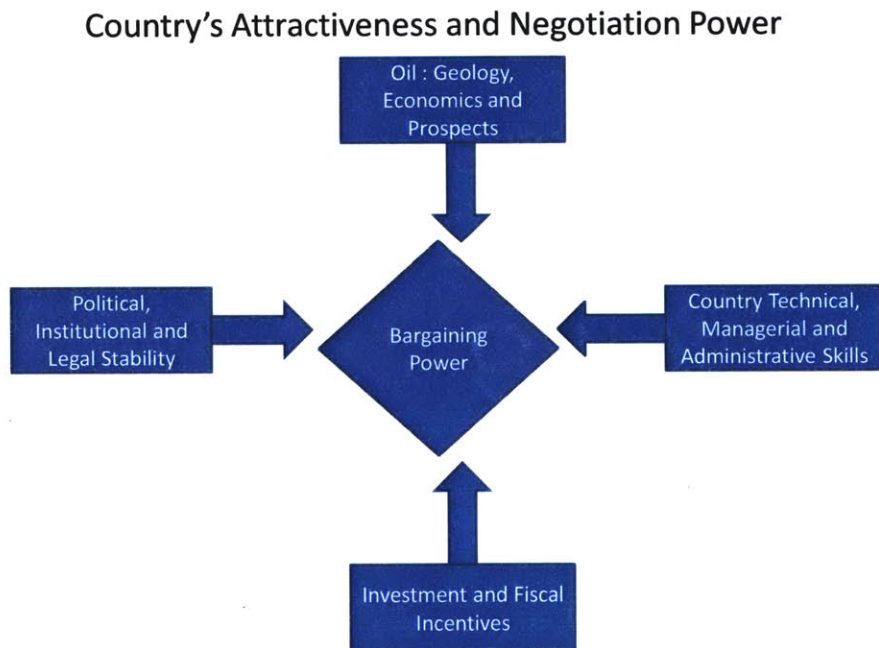 Country's Attractiveness and Negotiation Power
Oil : Geology,
Economics and
Prospects
Political,
Institutional and
Legal Stability
Bargaining
Power
Country Technical,
Managerial and
Administrative Skills
Investment and Fiscal
Incentives